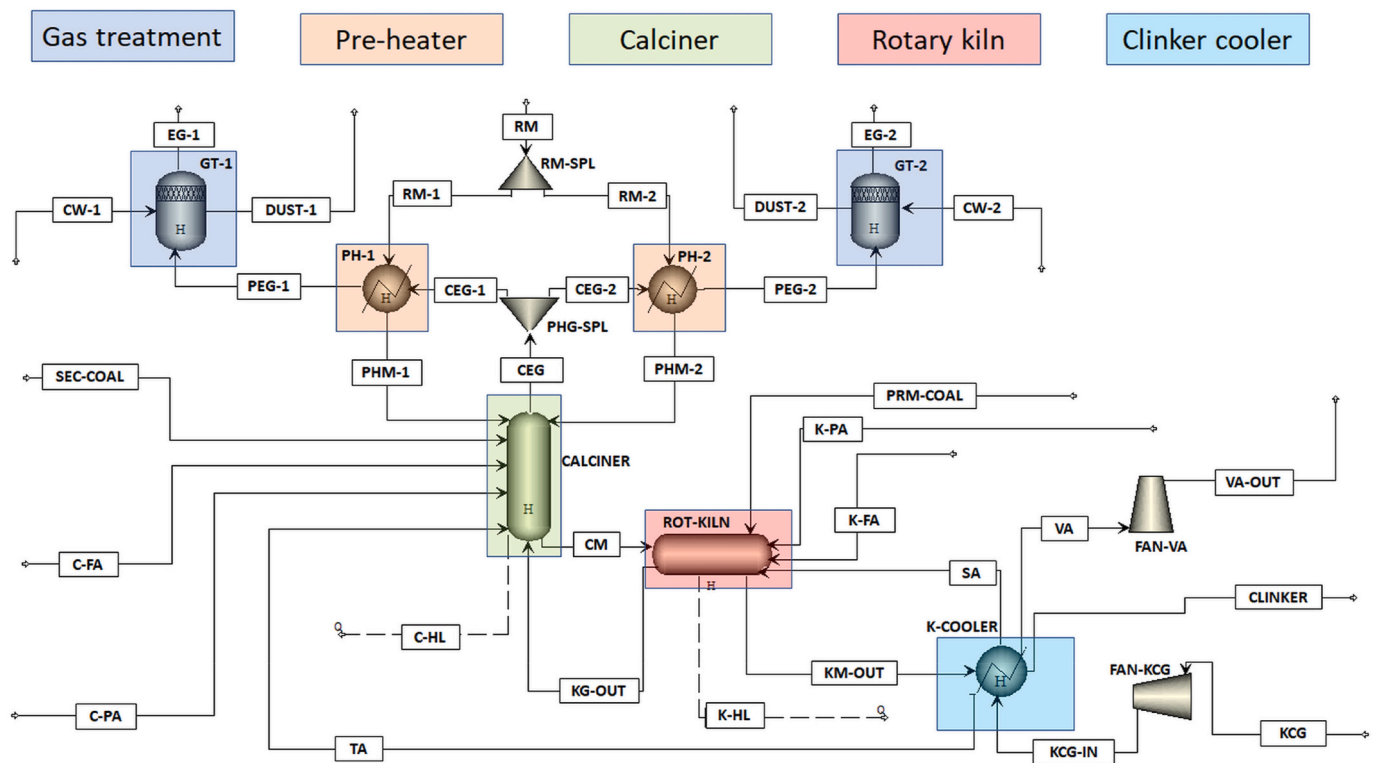 Gas treatment
Pre-heater
Calciner
Rotary kiln
Clinker cooler
EG-1
RM
EG-2
GT-1
RM-SPL
GT-2
CW-1
DUST-1
RM-1
RM-2
DUST-2
CW-2
H
H
PH-1
PH-2
PEG-1
H
CEG-1
CEG-2
H
PEG-2
PHG-SPL
PHM-1
CEG
PHM-2
SEC-COAL
PRM-COAL
K-PA
CALCINER
VA-OUT
H
ROT-KILN
K-FA
VA
FAN-VA
CM
C-FA
H
SA
CLINKER
Q
C-HL
K-COOLER
KM-OUT
H
FAN-KCG
KG-OUT
T
C-PA
K-HL
Q
TA
KCG-IN
KCG